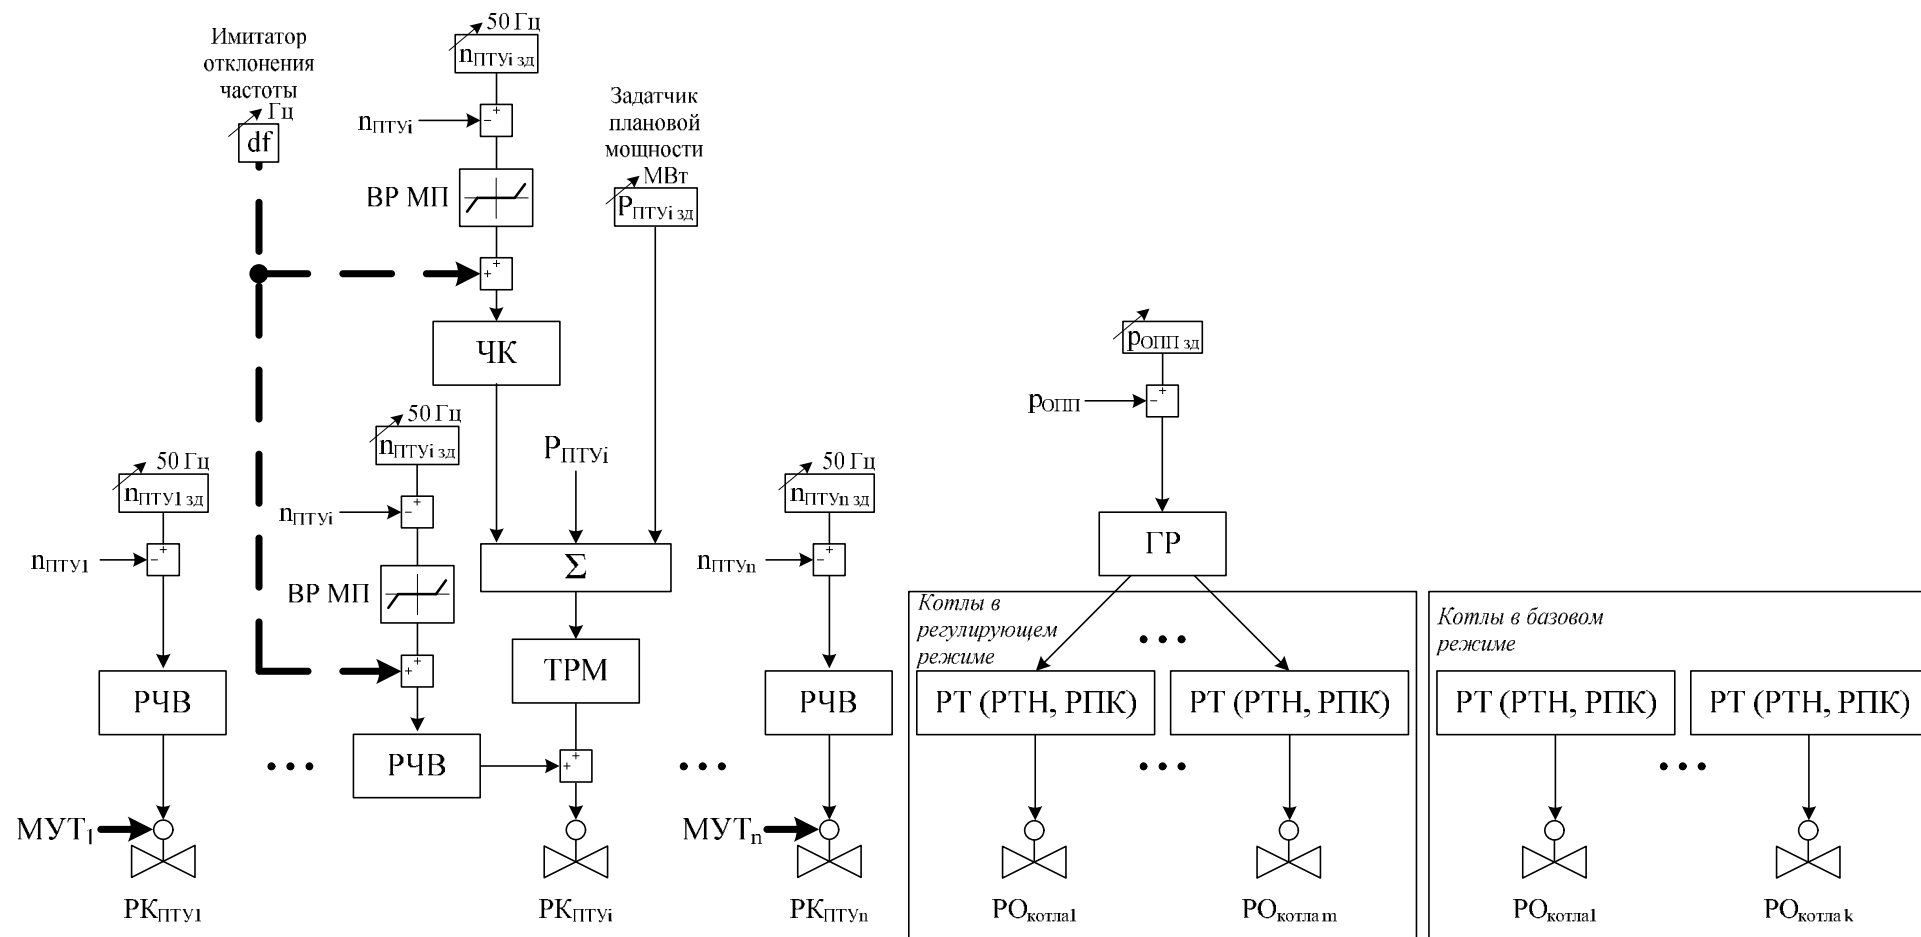 Имитатор
отклонения
частоты
Гц
df
50 Гц
nПТУi зд
nПТУi
+
−
ВР МП
+
+
ЧК
Задатчик
плановой
мощности
МВт
PПТУi зд
50 Гц
nПТУ1 зд
nПТУ1
+
−
РЧВ
МУТ1
РКПТУ1
50 Гц
nПТУi зд
nПТУi
+
−
ВР МП
+
+
РЧВ
PПТУi
Σ
ТРМ
+
+
РКПТУi
50 Гц
nПТУn зд
nПТУn
+
−
РЧВ
МУТn
РКПТУn
pОПП зд
pОПП
+
−
ГР
Котлы в
регулирующем
режиме
РТ (РТН, РПК)
РТ (РТН, РПК)
РОкотла1
РОкотла m
Котлы в базовом
режиме
РТ (РТН, РПК)
РТ (РТН, РПК)
РОкотла1
РОкотла k